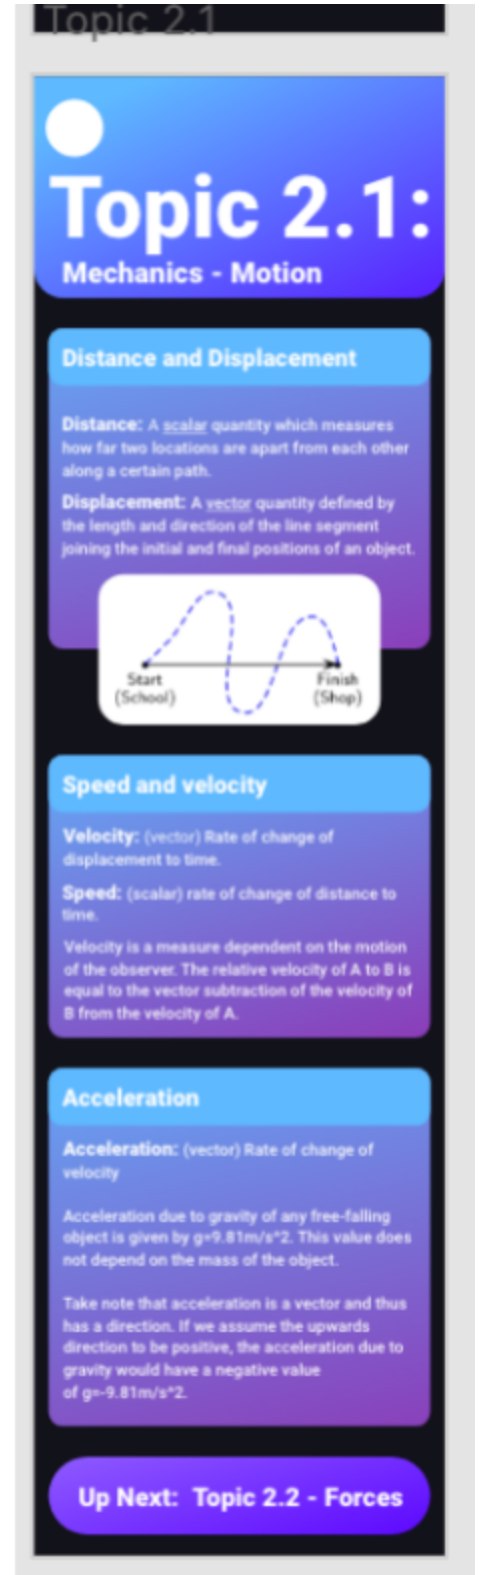 Topic 2.1
Topic 2.1:
Mechanics - Motion
Distance and Displacement
Distance: A scalar quantity which measures
how far two locations are apart from each other
along a certain path.
Displacement: A vector quantity defined by
the length and direction of the line segment
joining the initial and final positions of an object.
Start Finish
(School) (Shop)
Speed and velocity
Velocity: (vector) Rate of change of
displacement to time.
Speed: (scalar) rate of change of distance to
time.
Velocity is a measure dependent on the motion
of the observer. The relative velocity of A to B is
equal to the vector subtraction of the velocity of
B from the velocity of A.
Acceleration
Acceleration: (vector) Rate of change of
velocity
Acceleration due to gravity of any free-falling
object is given by g=9.81m/s^2. This value does
not depend on the mass of the object.
Take note that acceleration is a vector and thus
has a direction. If we assume the upwards
direction to be positive, the acceleration due to
gravity would have a negative value
of g=-9.81m/s^2.
Up Next: Topic 2.2 - Forces